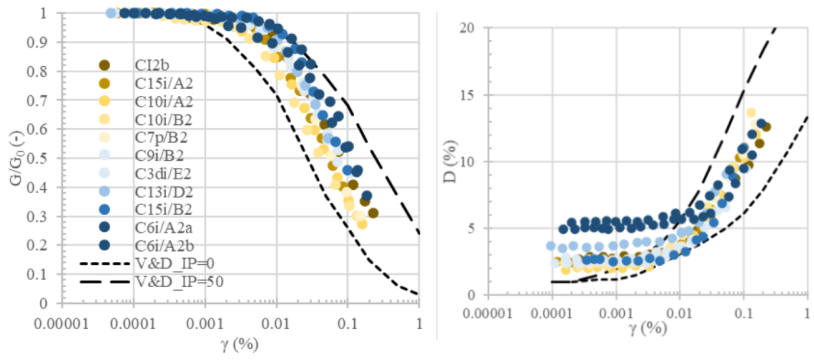 1
0.9
0.8
0.7
0.6
0.5
0.4
0.3
0.2
0.1
0
G/G0 (-)
CI2b
C15i/A2
C10i/A2
C10i/B2
C7p/B2
C9i/B2
C3di/E2
C13i/D2
C15i/B2
C6i/A2a
C6i/A2b
V&D_IP=0
V&D_IP=50
0.00001 0.0001 0.001 0.01 0.1 1
γ (%)
20
15
10
5
0
D (%)
0.00001 0.0001 0.001 0.01 0.1 1
γ (%)